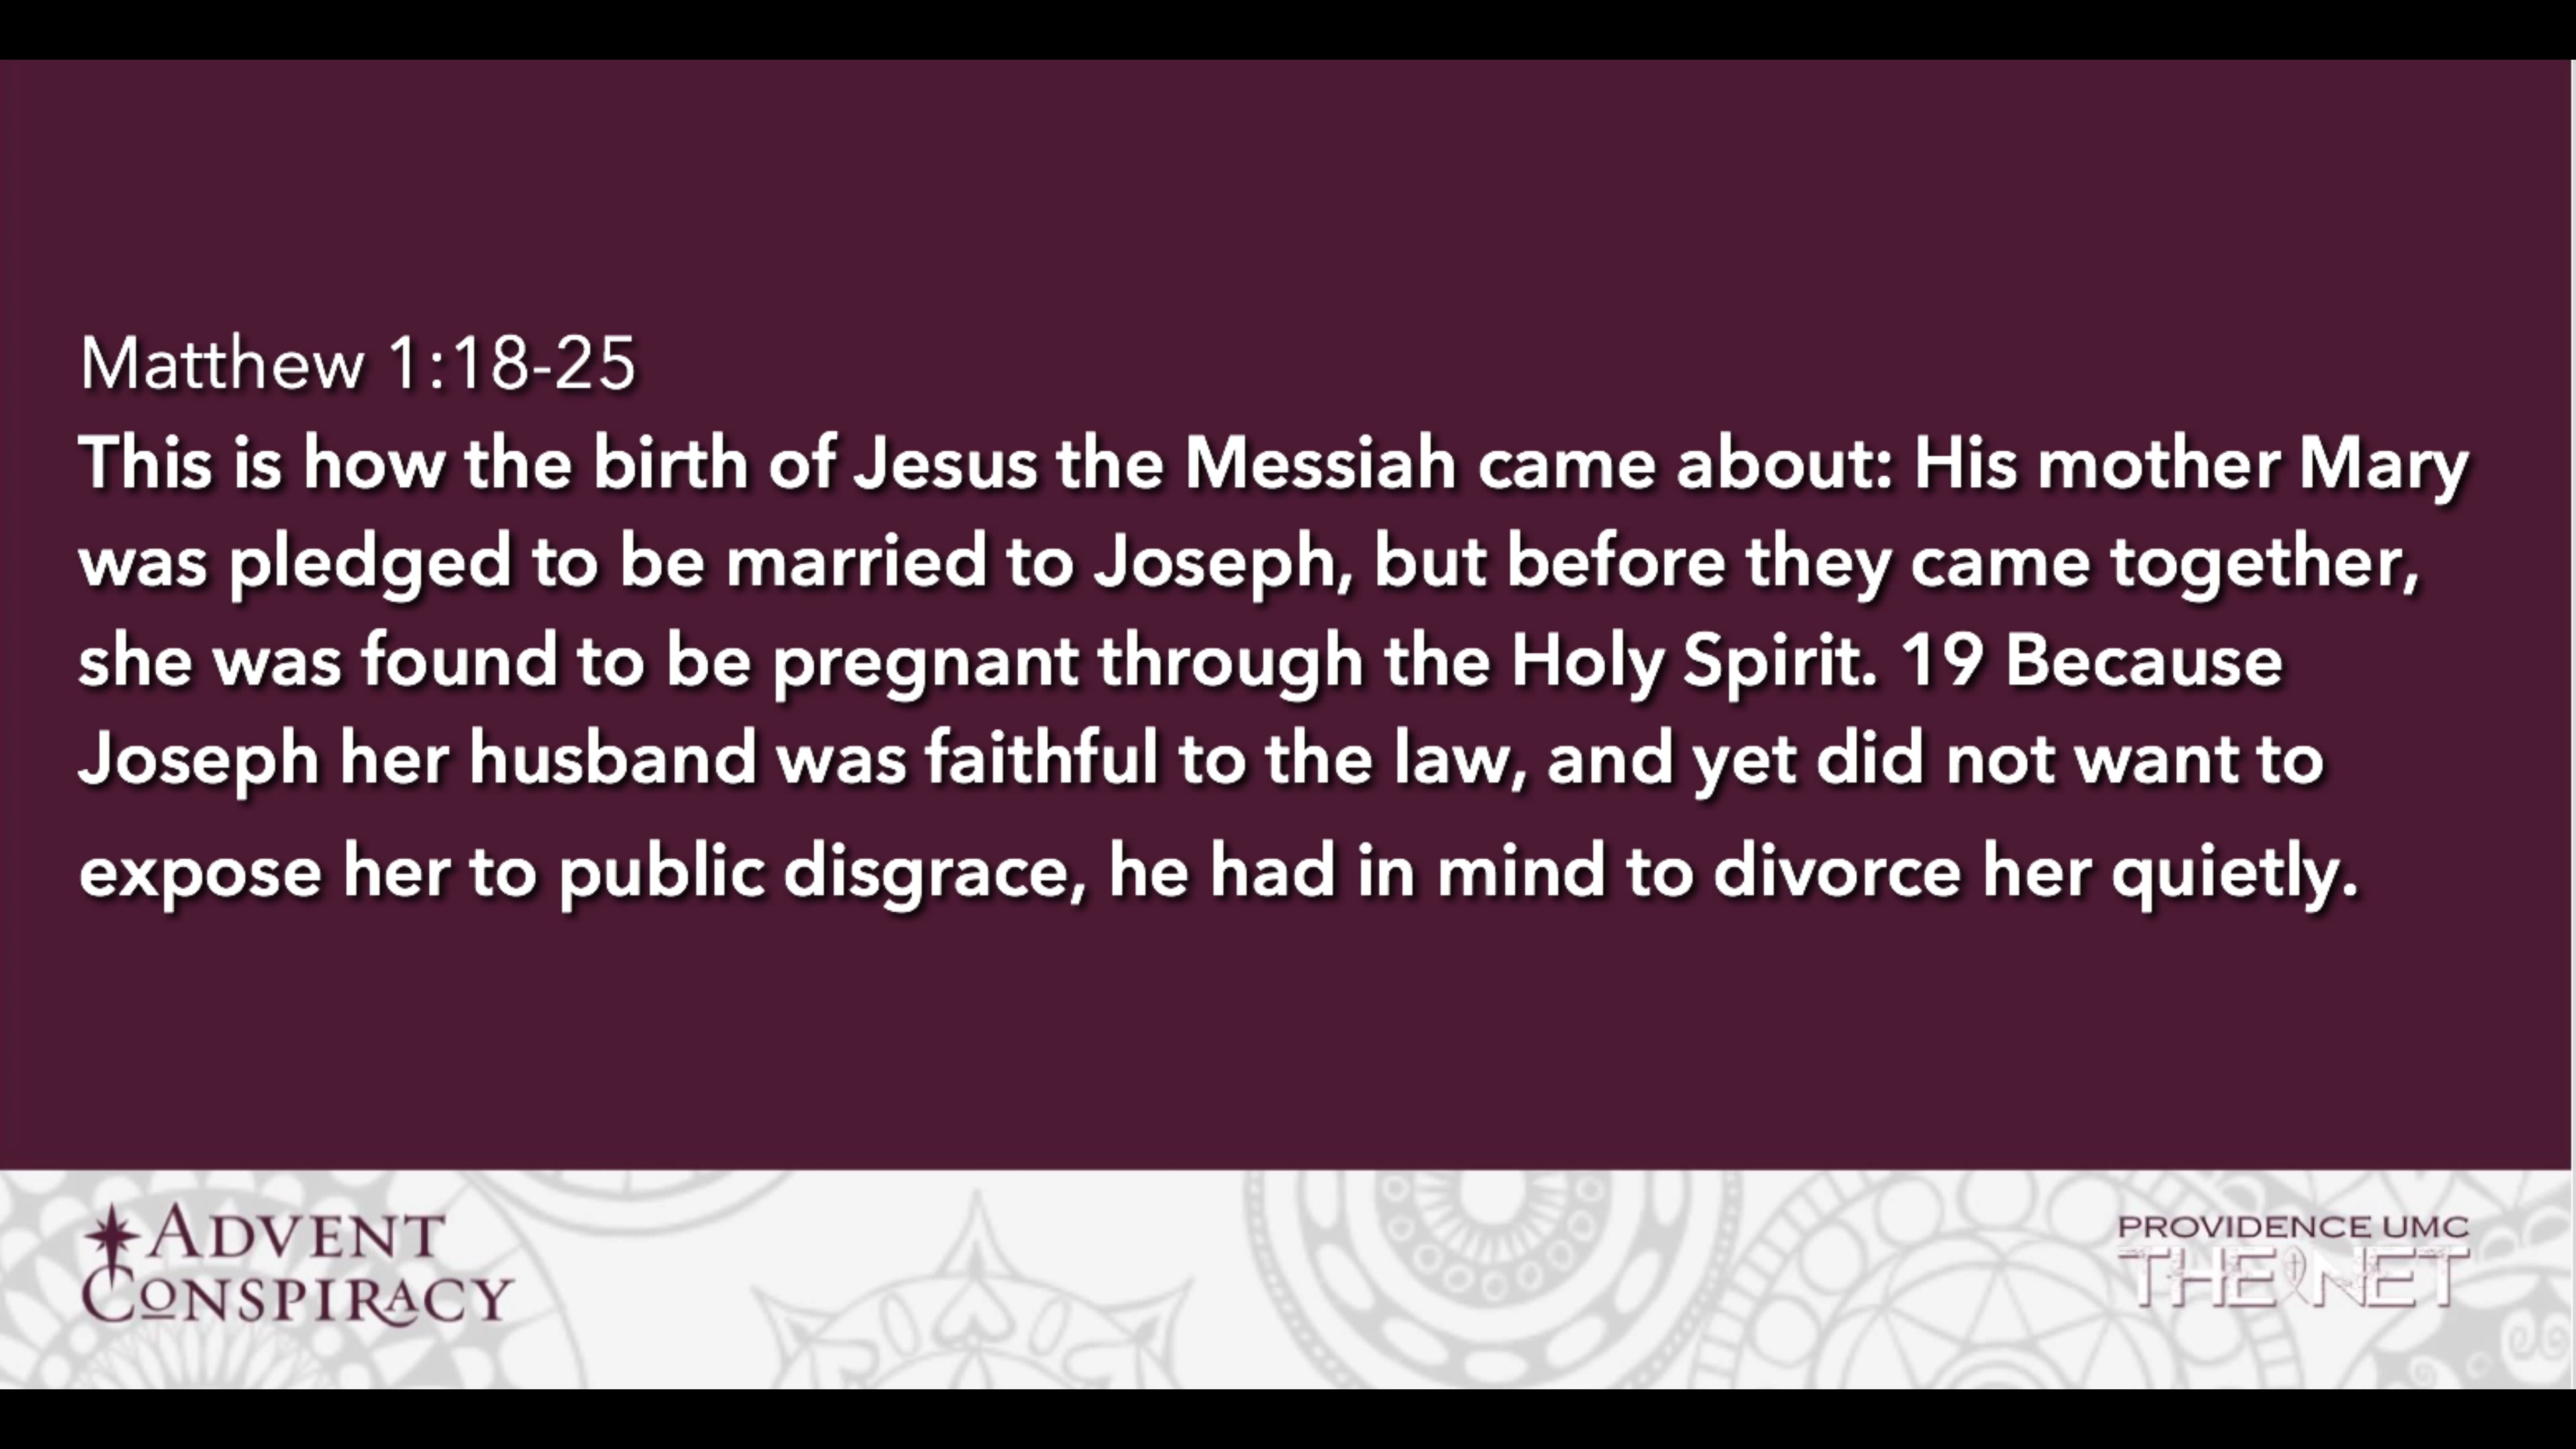 Matthew 1:18-25
This is how the birth of Jesus the Messiah came about: His mother Mary
was pledged to be married to Joseph, but before they came together,
she was found to be pregnant through the Holy Spirit. 19 Because
Joseph her husband was faithful to the law, and yet did not want to
expose her to public disgrace, he had in mind to divorce her quietly.
ADVENT
CONSPIRACY
PROVIDENCE UMC
THE NET